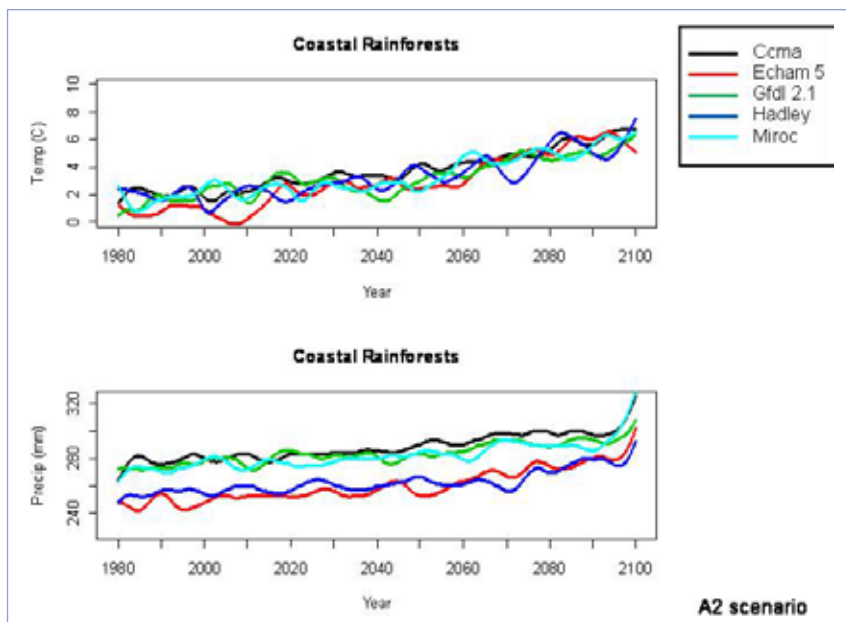 Coastal Rainforests
Ccma
Echam 5
Gfdl 2.1
Hadley
Miroc
Temp (C)
10
8
6
4
2
0
1980 2000 2020 2040 2060 2080 2100
Year
Coastal Rainforests
Precip (mm)
320
280
240
1980 2000 2020 2040 2060 2080 2100
Year
A2 scenario